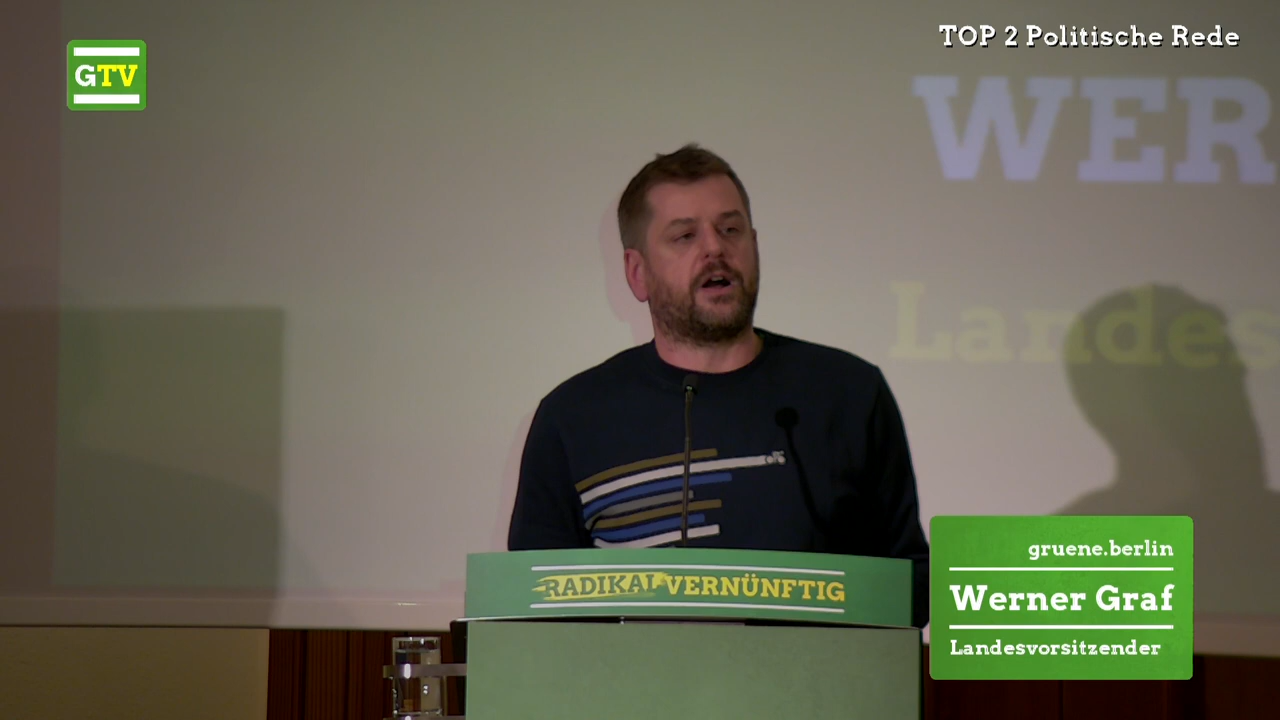 TOP 2 Politische Rede
GTV
WER
Landes
RADIKAL VERNÜNFTIG
gruene.berlin
Werner Graf
Landesvorsitzender